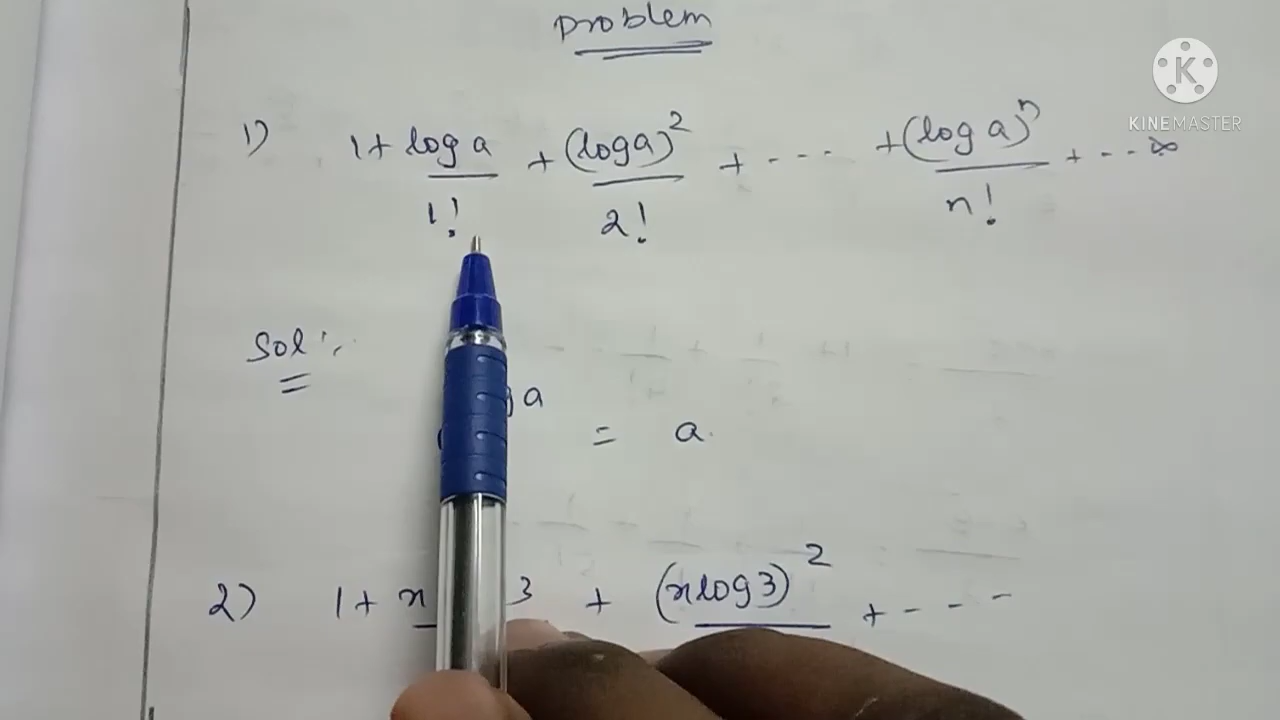 Problem
K
KINEMASTER
1) 1 + log a / 1! + (log a)² / 2! + ---- + (log a)ⁿ / n! + --- ∞
Sol:
a = a.
2) 1 + x 3 + (x log 3)² + - - -